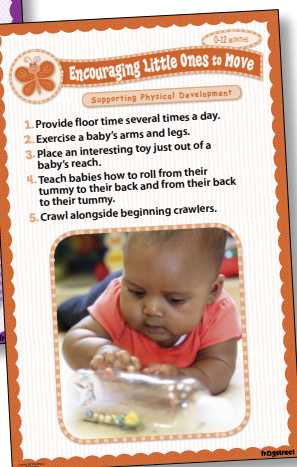 0-12 MONTHS
Encouraging Little Ones to Move
Supporting Physical Development
1. Provide floor time several times a day.
2. Exercise a baby's arms and legs.
3. Place an interesting toy just out of a
baby's reach.
4. Teach babies how to roll from their
tummy to their back and from their back
to their tummy.
5. Crawl alongside beginning crawlers.
frogstreet